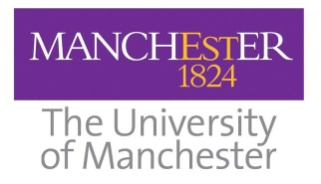 MANCHESTER
1824
The University
of Manchester